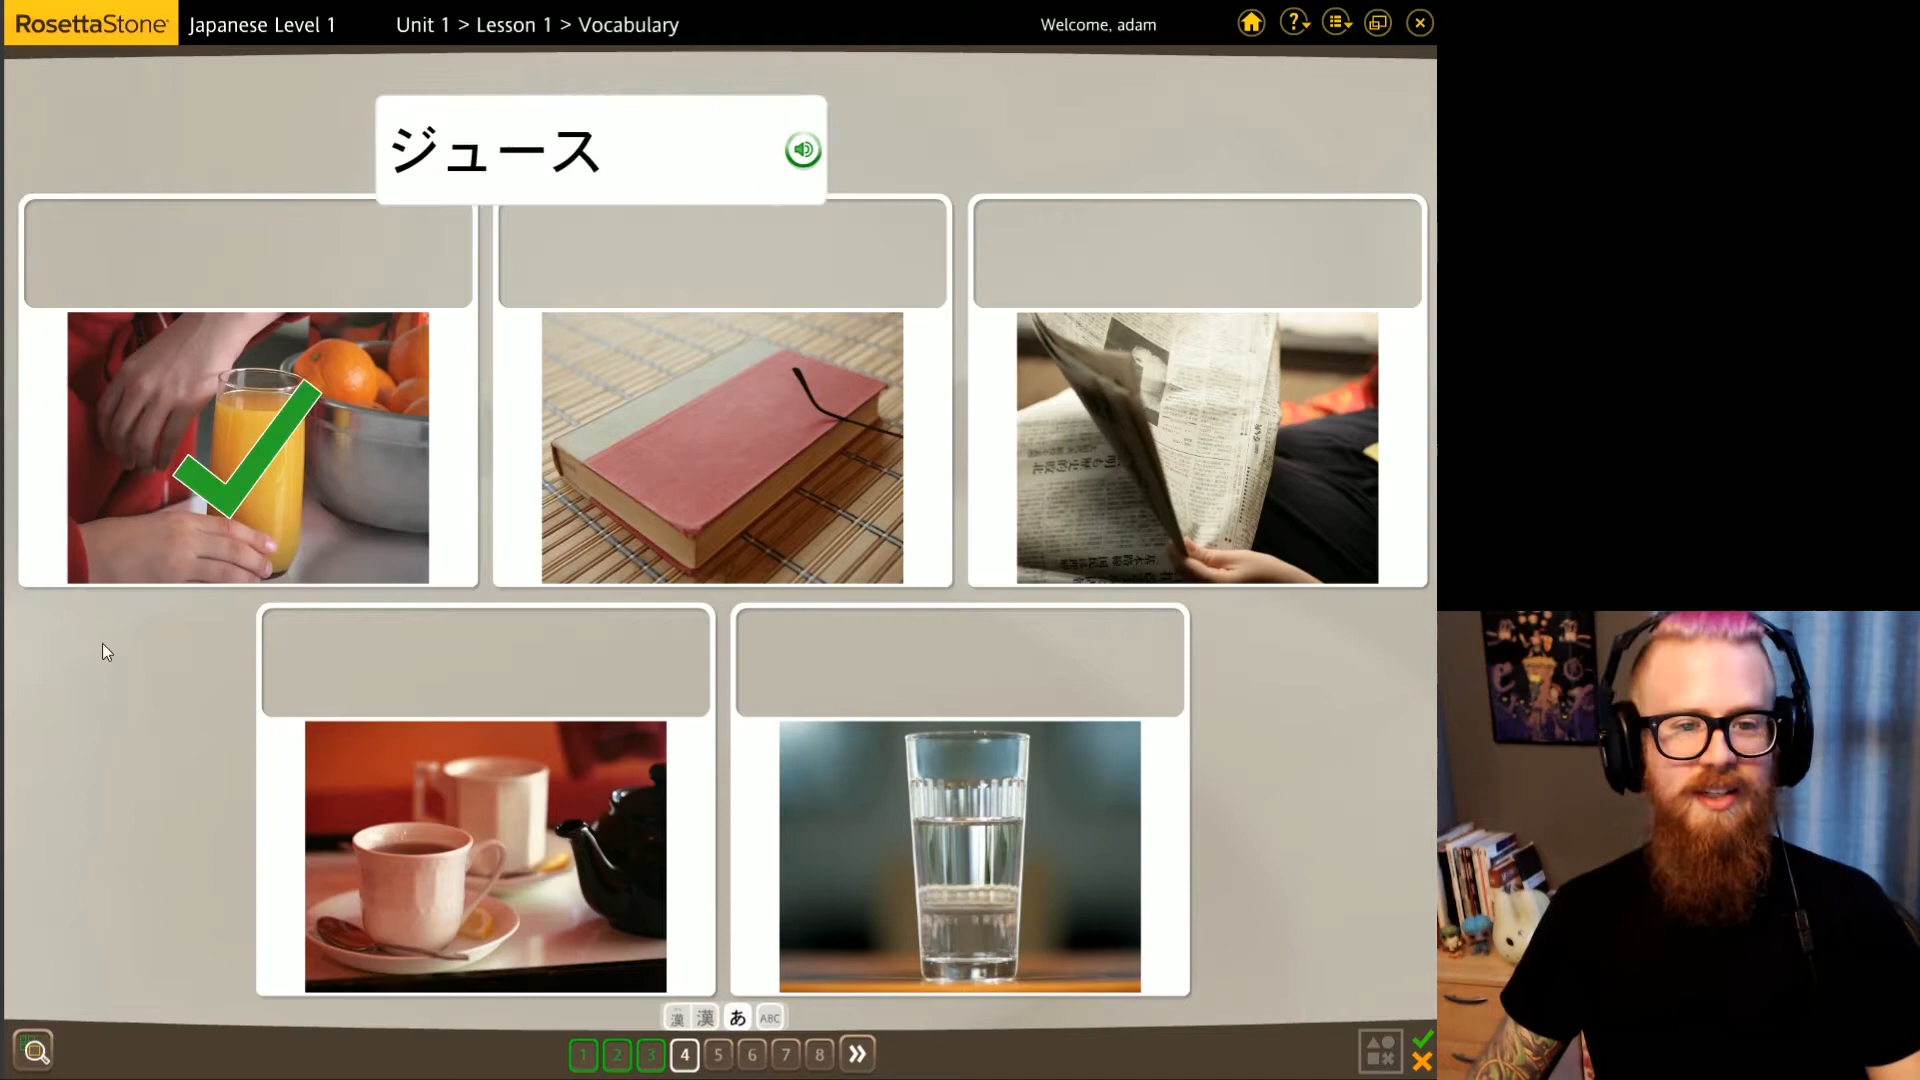 RosettaStone
Japanese Level 1
Unit 1 > Lesson 1 > Vocabulary
Welcome, adam
ジュース
漢
漢
あ
ABC
1 2 3 4 5 6 7 8